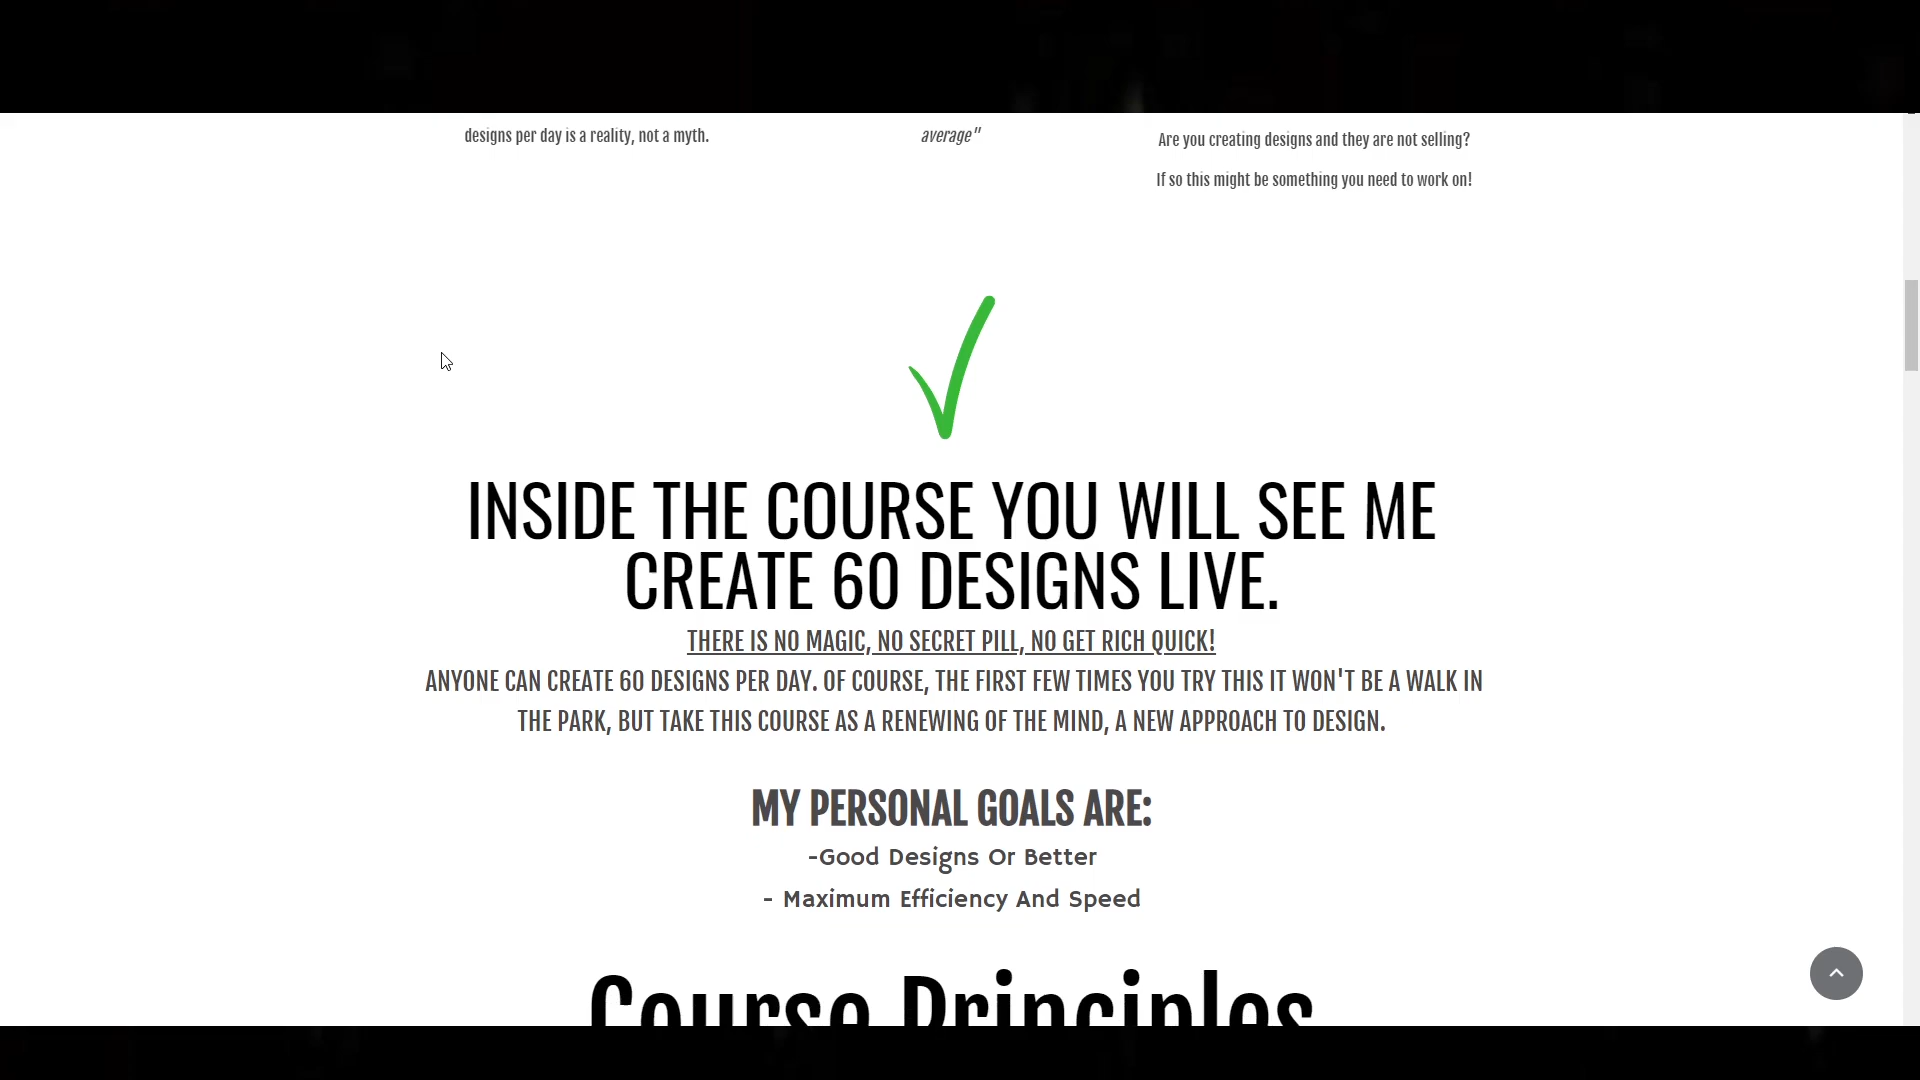 designs per day is a reality, not a myth.
average"
Are you creating designs and they are not selling?
If so this might be something you need to work on!
INSIDE THE COURSE YOU WILL SEE ME
CREATE 60 DESIGNS LIVE.
THERE IS NO MAGIC, NO SECRET PILL, NO GET RICH QUICK!
ANYONE CAN CREATE 60 DESIGNS PER DAY. OF COURSE, THE FIRST FEW TIMES YOU TRY THIS IT WON'T BE A WALK IN
THE PARK, BUT TAKE THIS COURSE AS A RENEWING OF THE MIND, A NEW APPROACH TO DESIGN.
MY PERSONAL GOALS ARE:
-Good Designs Or Better
- Maximum Efficiency And Speed
Course Principles